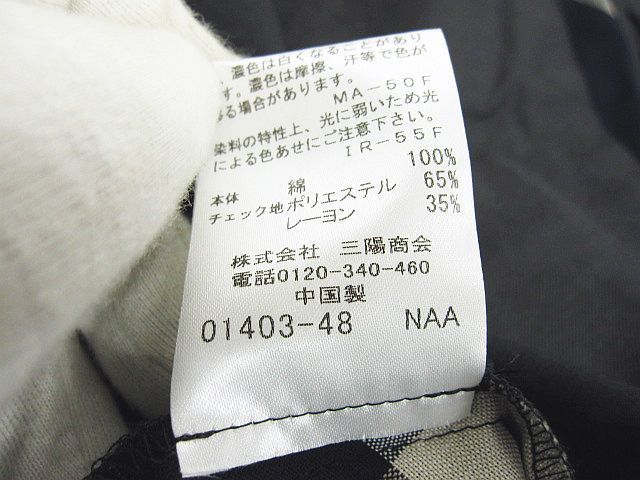 濃色は白くなることがあり
す。濃色は摩擦、汗等で色が
る場合があります。
MA-50F
染料の特性上、光に弱いため光
による色あせにご注意下さい。
IR-55F
本体 綿 100%
チェック地 ポリエステル 65%
レーヨン 35%
株式会社 三陽商会
電話0120-340-460
中国製
01403-48 NAA